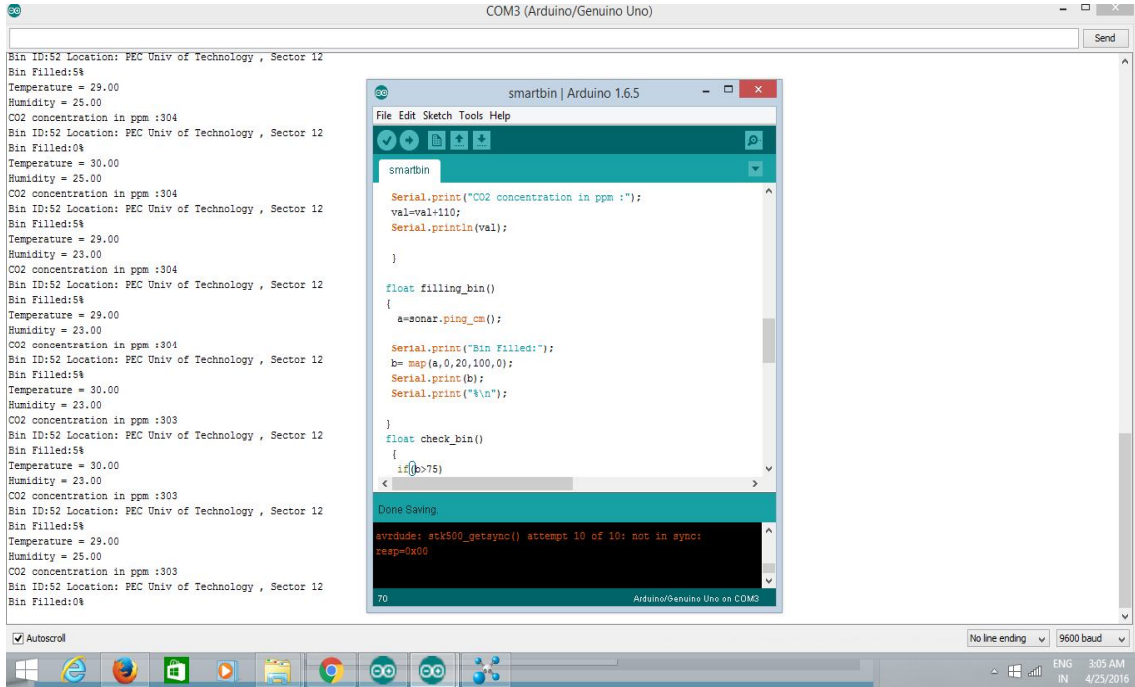 COM3 (Arduino/Genuino Uno)
Send
Bin ID:52 Location: PEC Univ of Technology , Sector 12
Bin Filled:5%
Temperature = 29.00
Humidity = 25.00
CO2 concentration in ppm :304
Bin ID:52 Location: PEC Univ of Technology , Sector 12
Bin Filled:0%
Temperature = 30.00
Humidity = 25.00
CO2 concentration in ppm :304
Bin ID:52 Location: PEC Univ of Technology , Sector 12
Bin Filled:5%
Temperature = 29.00
Humidity = 23.00
CO2 concentration in ppm :304
Bin ID:52 Location: PEC Univ of Technology , Sector 12
Bin Filled:5%
Temperature = 29.00
Humidity = 23.00
CO2 concentration in ppm :304
Bin ID:52 Location: PEC Univ of Technology , Sector 12
Bin Filled:5%
Temperature = 30.00
Humidity = 23.00
CO2 concentration in ppm :303
Bin ID:52 Location: PEC Univ of Technology , Sector 12
Bin Filled:5%
Temperature = 30.00
Humidity = 23.00
CO2 concentration in ppm :303
Bin ID:52 Location: PEC Univ of Technology , Sector 12
Bin Filled:5%
Temperature = 29.00
Humidity = 25.00
CO2 concentration in ppm :303
Bin ID:52 Location: PEC Univ of Technology , Sector 12
Bin Filled:0%
smartbin | Arduino 1.6.5
File Edit Sketch Tools Help
smartbin
Serial.print("CO2 concentration in ppm :");
val=val+110;
Serial.println(val);
}
float filling_bin()
{
a=sonar.ping_cm();
Serial.print("Bin Filled:");
b= map(a,0,20,100,0);
Serial.print(b);
Serial.print("%\n");
}
float check_bin()
{
if(b>75)
Done Saving.
avrdude: stk500_getsync() attempt 10 of 10: not in sync:
resp=0x00
70
Arduino/Genuino Uno on COM3
Autoscroll
No line ending
9600 baud
ENG 3:05 AM
IN 4/25/2016